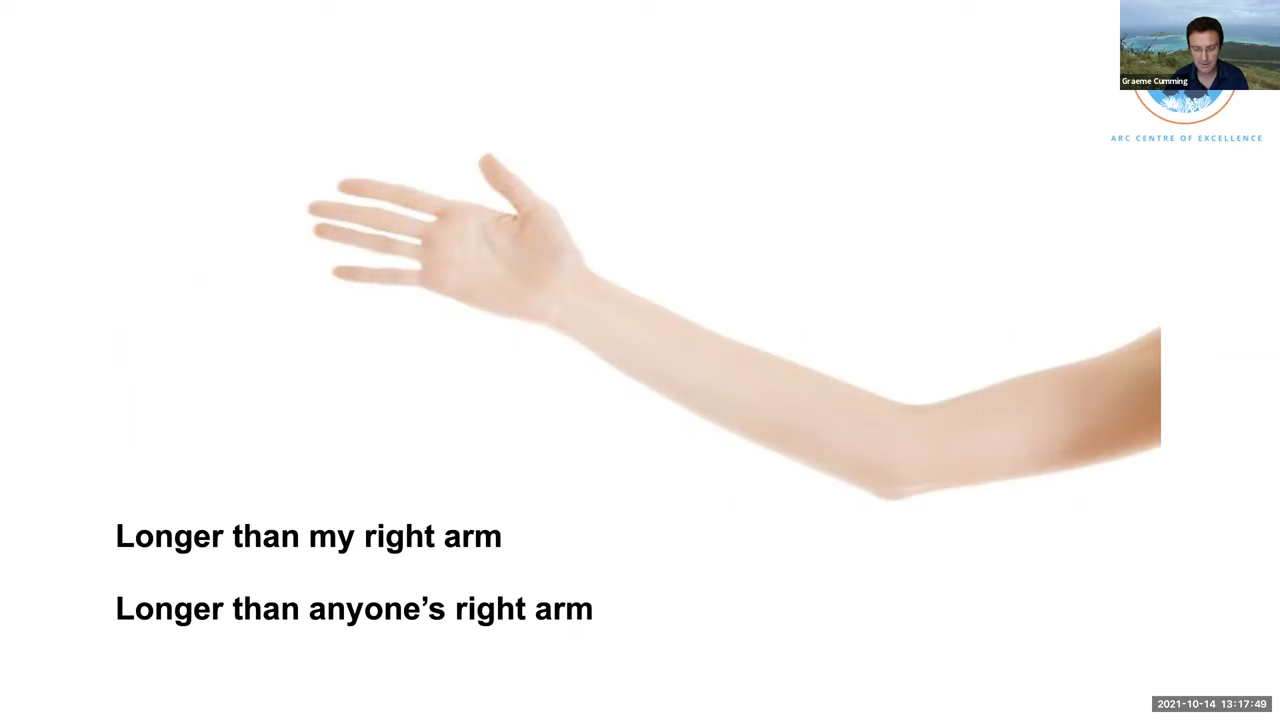 Graeme Cumming
ARC CENTRE OF EXCELLENCE
Longer than my right arm
Longer than anyone’s right arm
2021-10-14 13:17:49